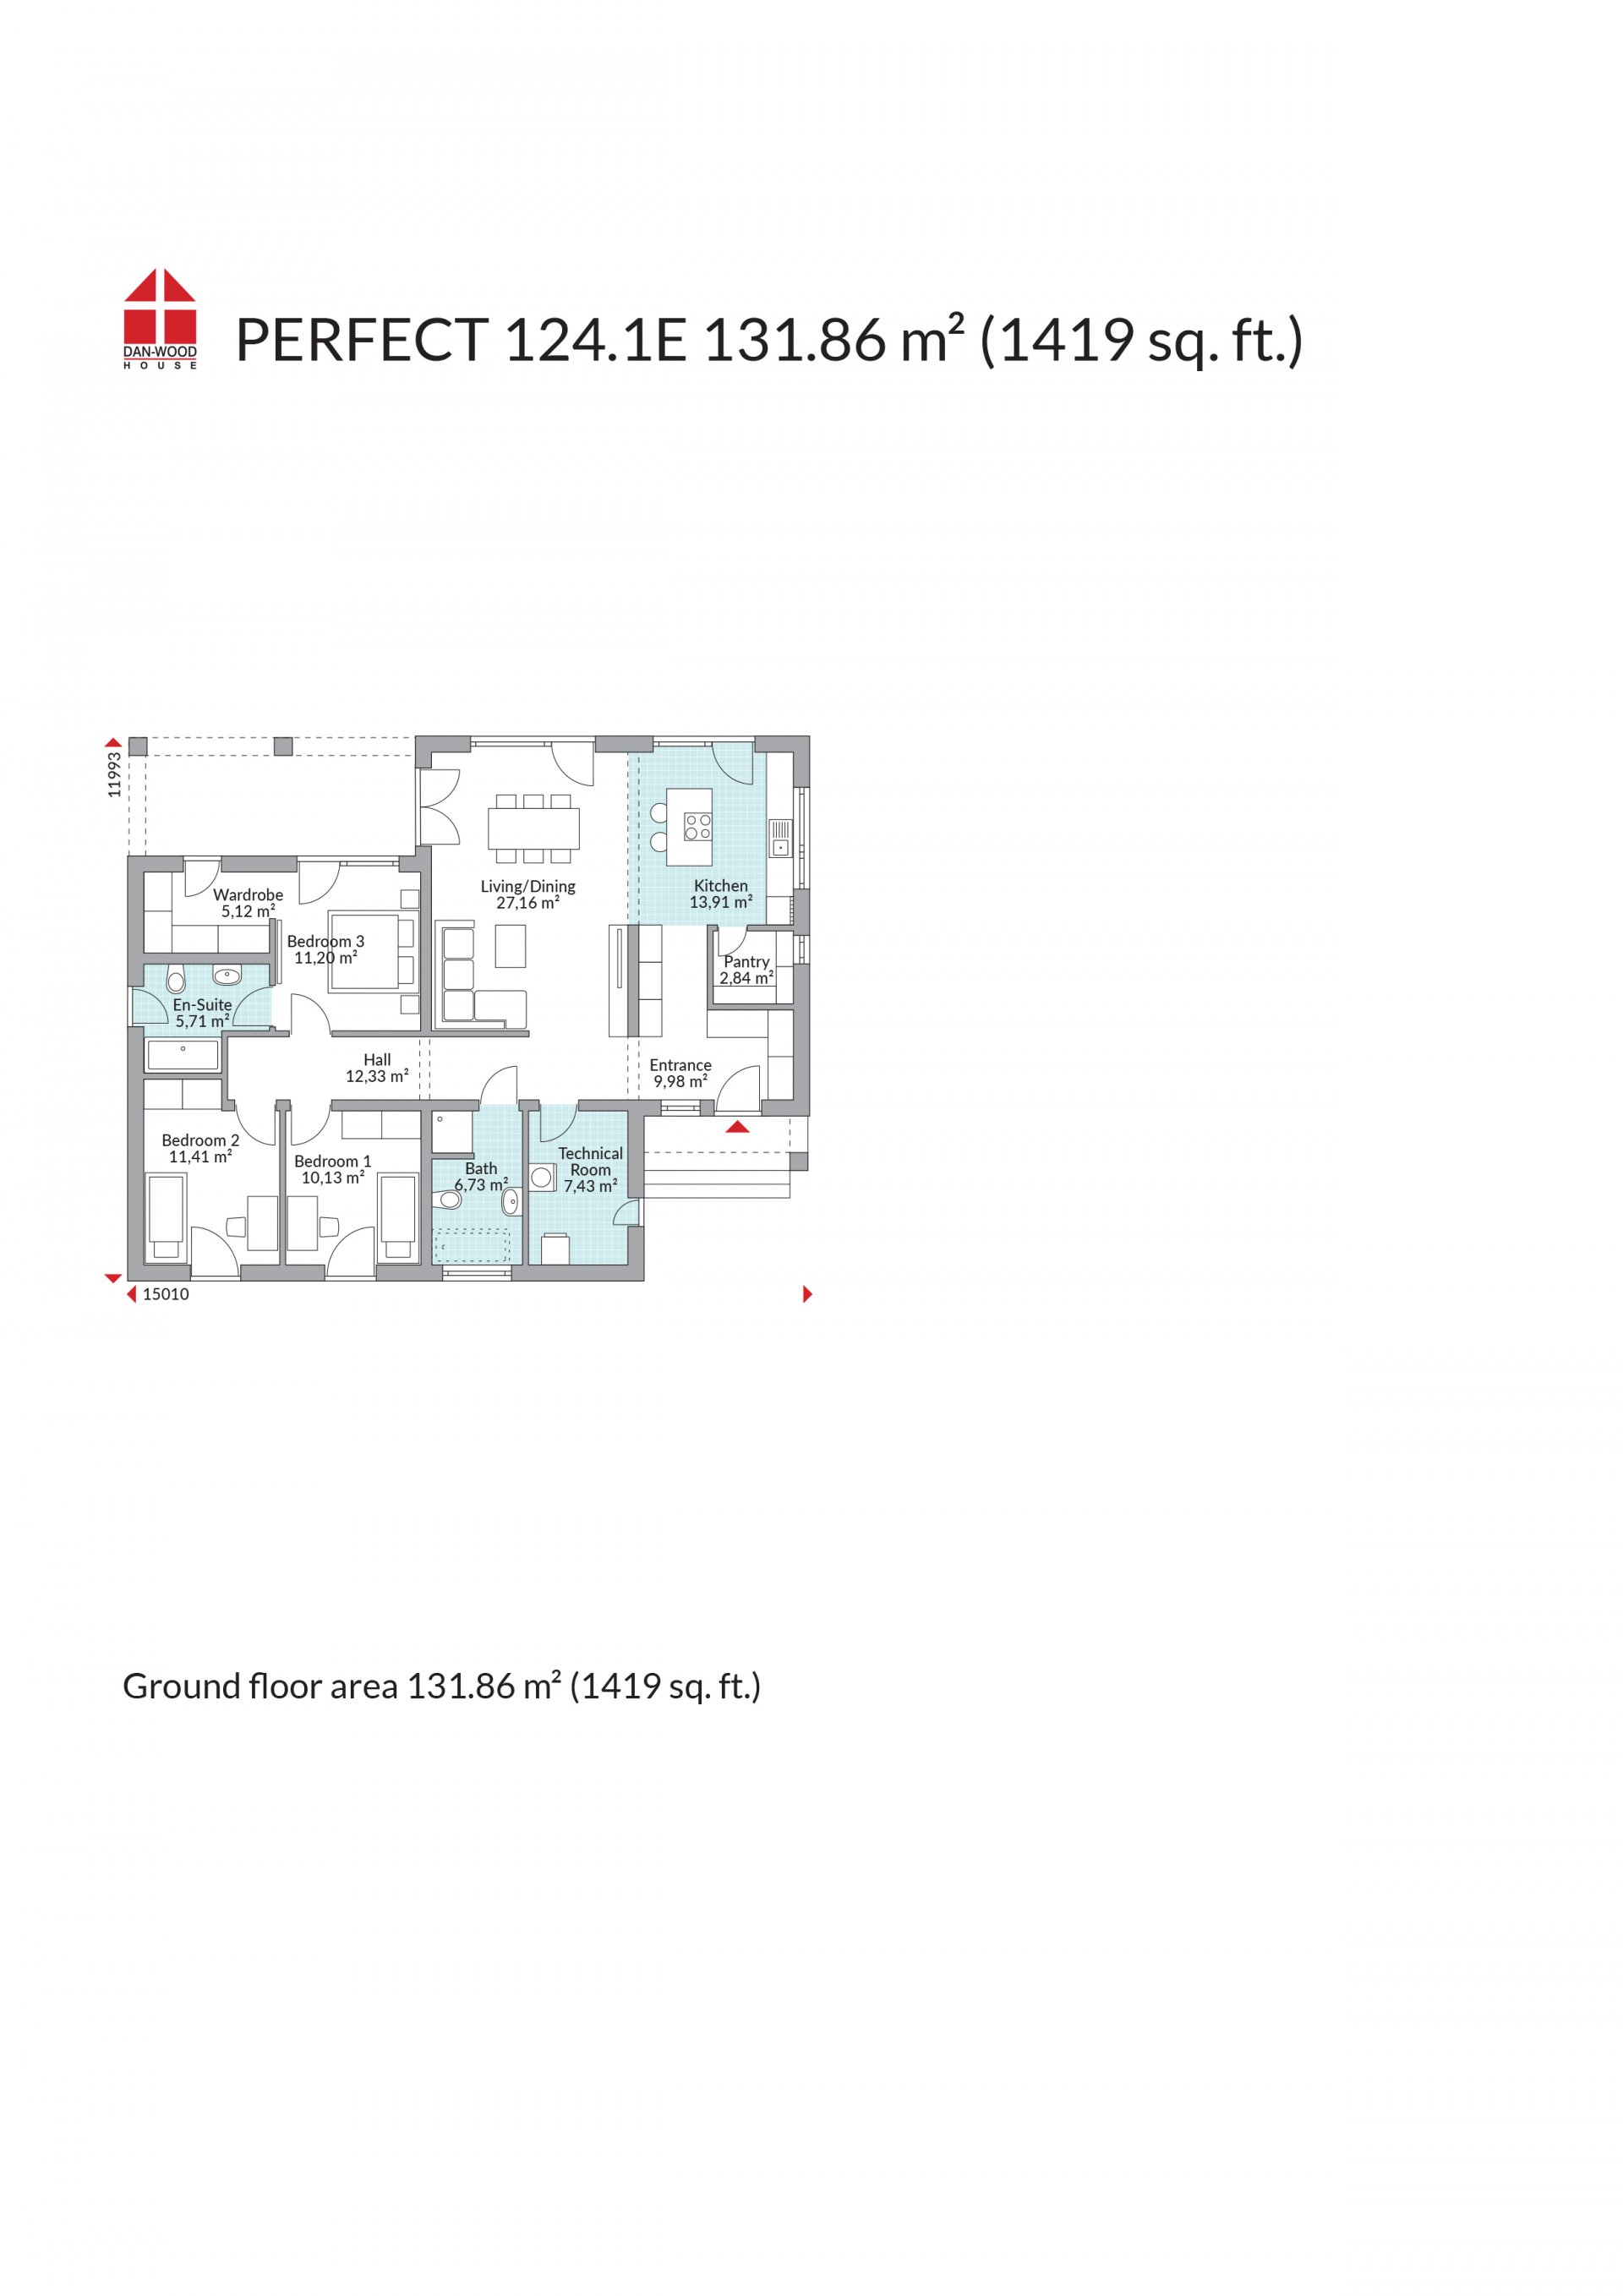 DAN-WOOD
HOUSE
PERFECT 124.1E 131.86 m² (1419 sq. ft.)
11993
Wardrobe
5,12 m²
Bedroom 3
11,20 m²
Living/Dining
27,16 m²
Kitchen
13,91 m²
Pantry
2,84 m²
En-Suite
5,71 m²
Hall
12,33 m²
Entrance
9,98 m²
Bedroom 2
11,41 m²
Bedroom 1
10,13 m²
Bath
6,73 m²
Technical
Room
7,43 m²
15010
Ground floor area 131.86 m² (1419 sq. ft.)